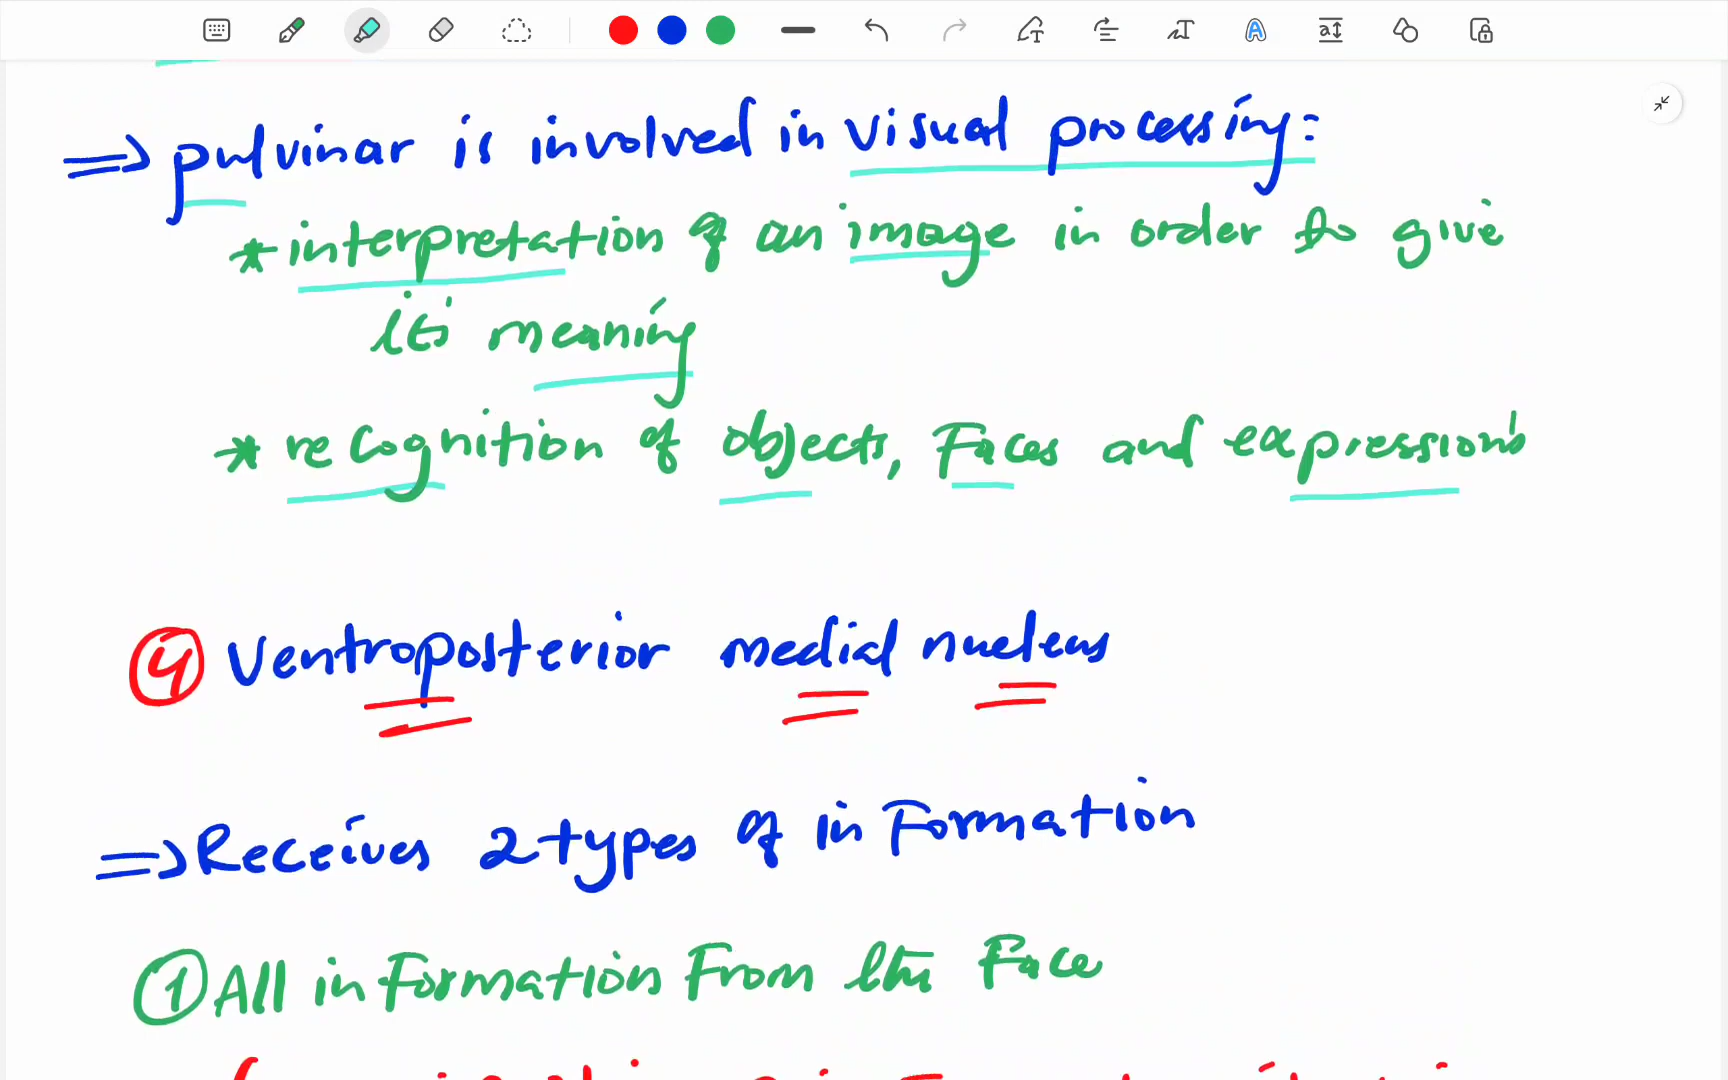 ⇒ pulvinar is involved in visual processing:
* interpretation of an image in order to give
its meaning
* recognition of objects, Faces and expressions
④ Ventroposterior medial nucleus
⇒ Receives 2 types of information
① All information From the Face